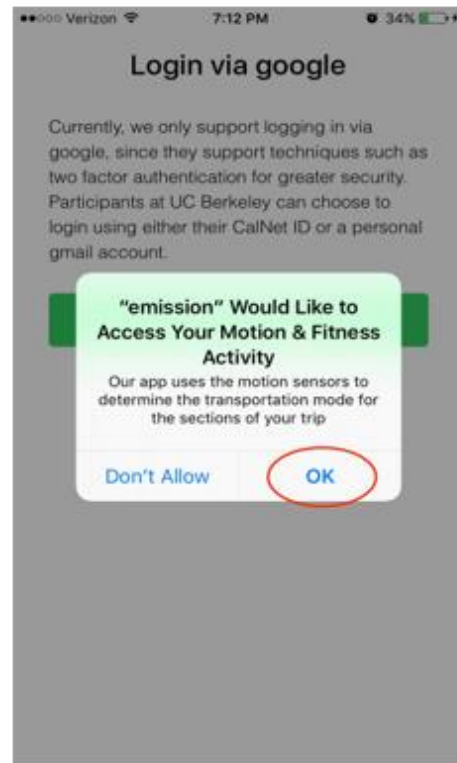 Verizon 7:12 PM 34%
Login via google
Currently, we only support logging in via
google, since they support techniques such as
two factor authentication for greater security.
Participants at UC Berkeley can choose to
login using either their CalNet ID or a personal
gmail account.
"emission" Would Like to
Access Your Motion & Fitness
Activity
Our app uses the motion sensors to
determine the transportation mode for
the sections of your trip
Don't Allow OK